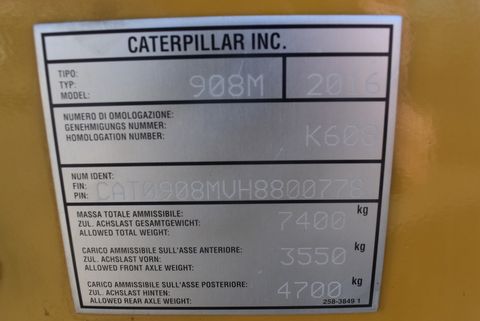 CATERPILLAR INC.
TIPO:
TYP: 908M 2016
MODEL:
NUMERO DI OMOLOGAZIONE:
GENEHMIGUNGS NUMMER: K608
HOMOLOGATION NUMBER:
NUM IDENT:
FIN: CAT0908MVH8800778
PIN:
MASSA TOTALE AMMISSIBILE: kg
ZUL. ACHSLAST GESAMTGEWICHT: 7400
ALLOWED TOTAL WEIGHT:
CARICO AMMISSIBILE SULL'ASSE ANTERIORE: kg
ZUL. ACHSLAST VORN: 3550
ALLOWED FRONT AXLE WEIGHT:
CARICO AMMISSIBILE SULL'ASSE POSTERIORE: kg
ZUL. ACHSLAST HINTEN: 4700
ALLOWED REAR AXLE WEIGHT: 258-3849 1